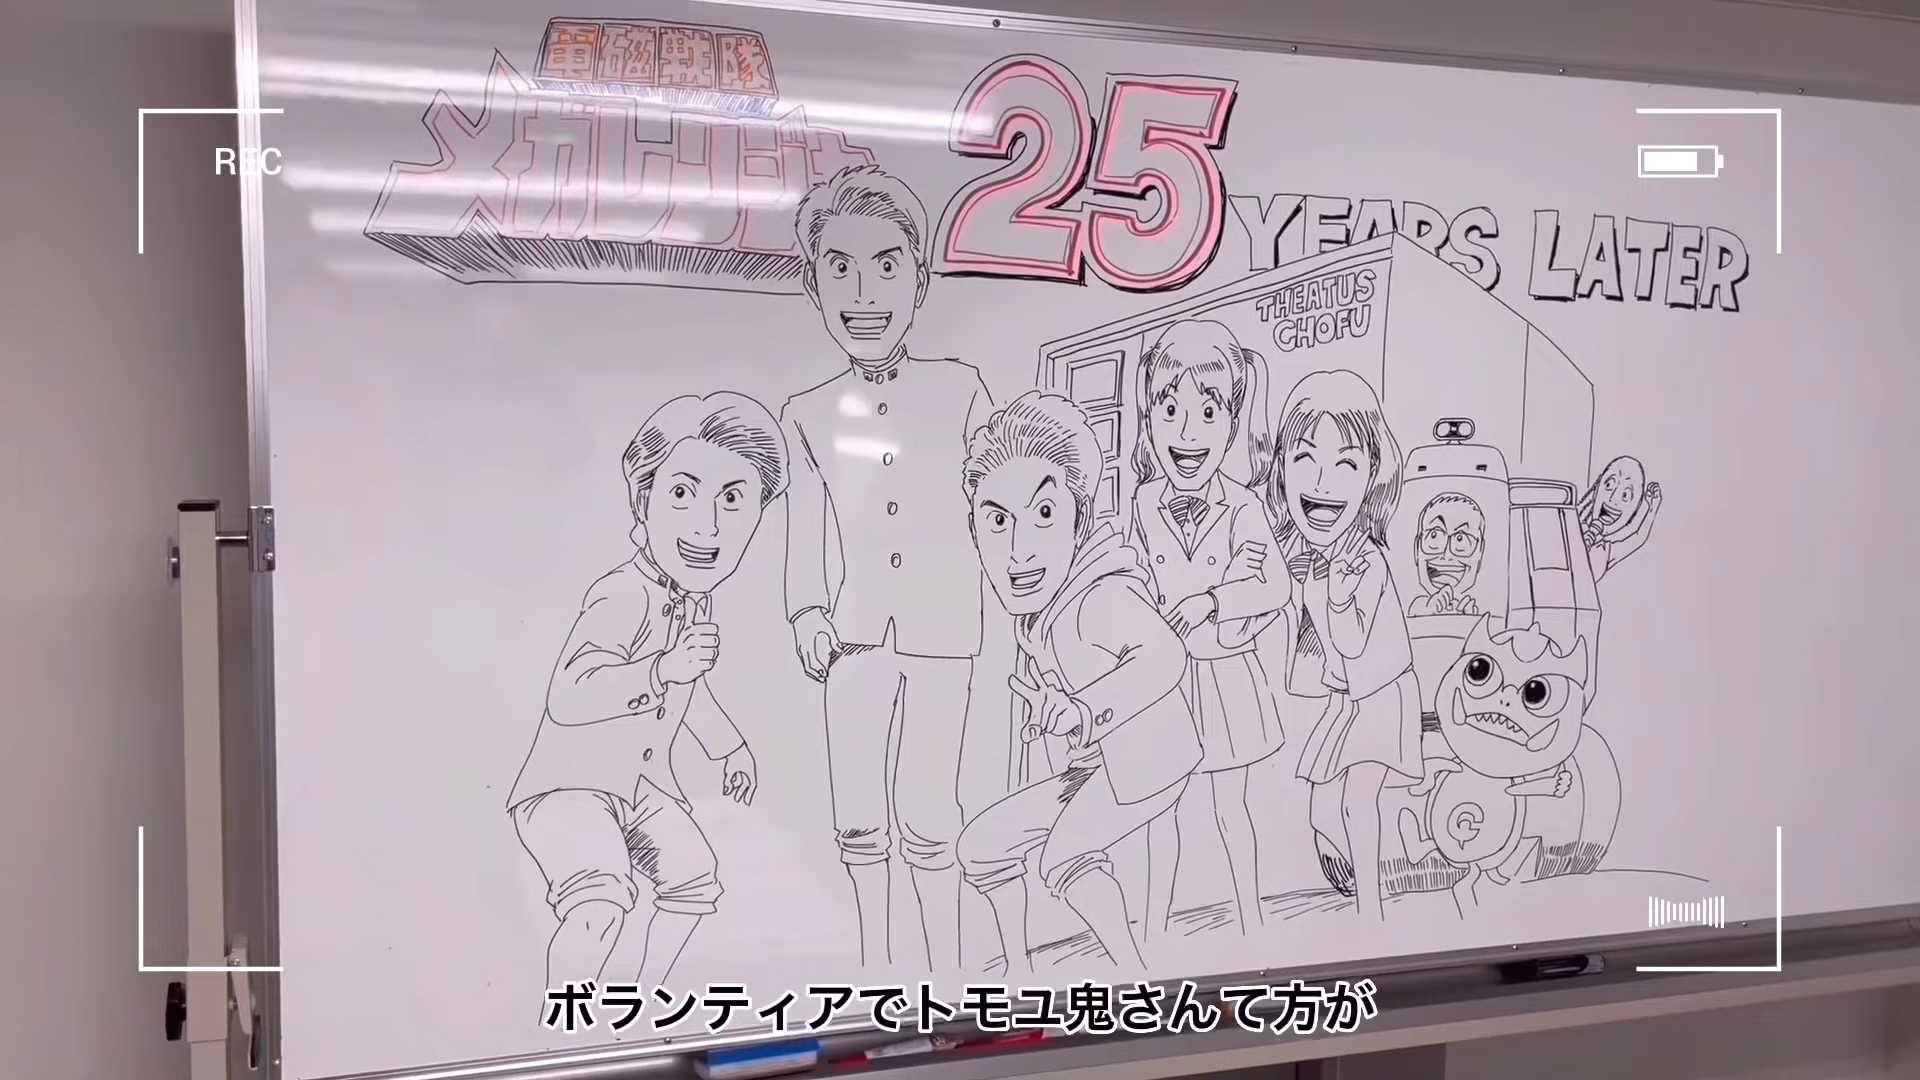 電磁戦隊
メガレンジャー
25
YEARS LATER
REC
THEATUS
CHOFU
G
ボランティアでトモユ鬼さんて方が